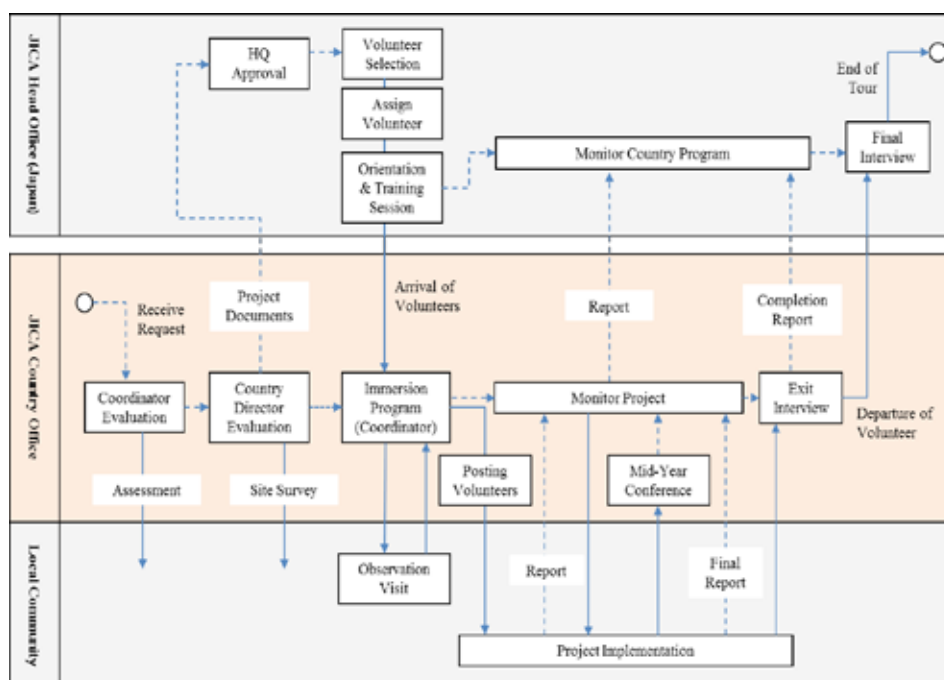 JICA Head Office (Japan)
HQ
Approval
Volunteer
Selection
Assign
Volunteer
Orientation
& Training
Session
Monitor Country Program
End of
Tour
Final
Interview
JICA Country Office
Receive
Request
Project
Documents
Arrival of
Volunteers
Report
Completion
Report
Coordinator
Evaluation
Country
Director
Evaluation
Immersion
Program
(Coordinator)
Monitor Project
Exit
Interview
Departure of
Volunteer
Assessment
Site Survey
Posting
Volunteers
Mid-Year
Conference
Local Community
Observation
Visit
Report
Final
Report
Project Implementation